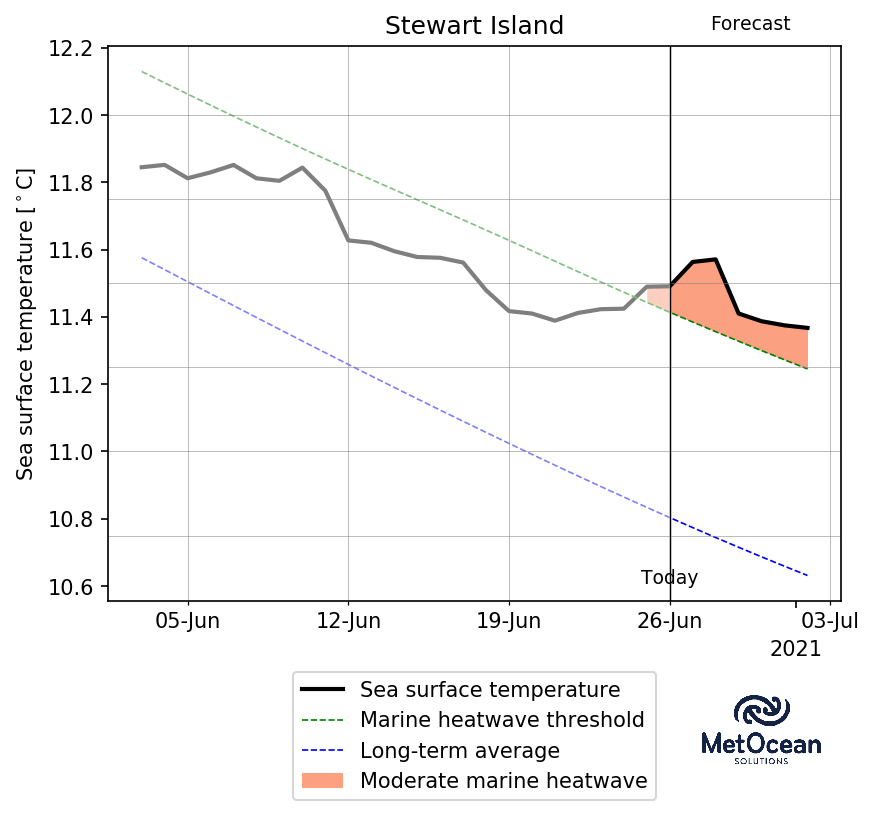 Stewart Island
Forecast
12.2
12.0
11.8
11.6
11.4
11.2
11.0
10.8
10.6
Sea surface temperature [°C]
Today
05-Jun
12-Jun
19-Jun
26-Jun
03-Jul
2021
Sea surface temperature
Marine heatwave threshold
Long-term average
Moderate marine heatwave
MetOcean
SOLUTIONS